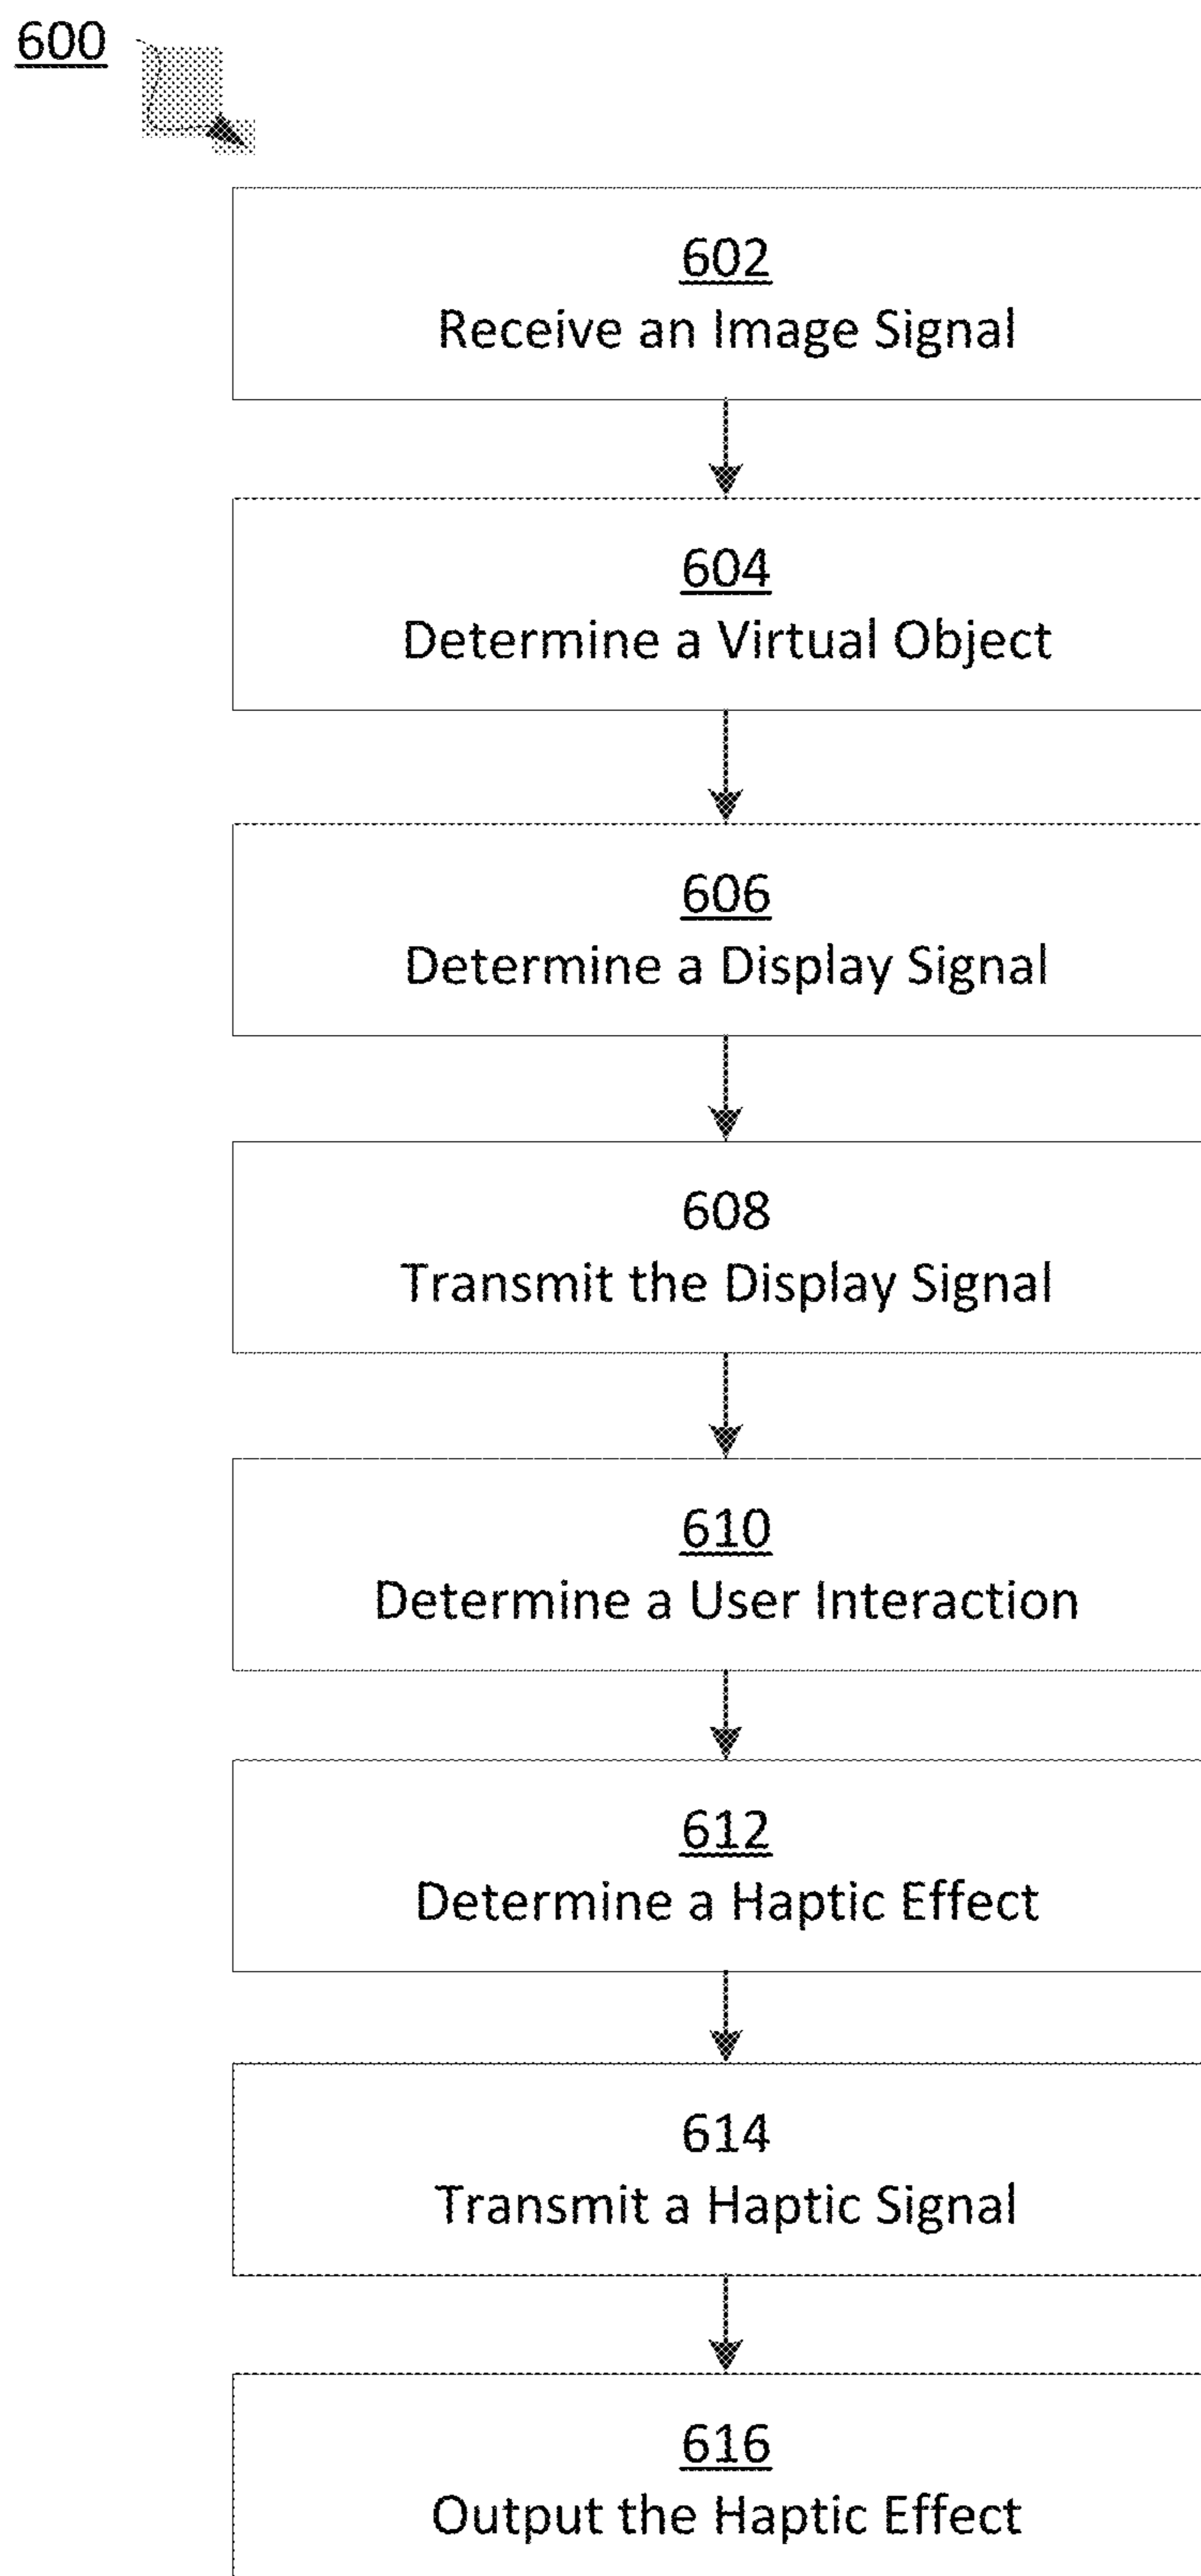 600
602
Receive an Image Signal
604
Determine a Virtual Object
606
Determine a Display Signal
608
Transmit the Display Signal
610
Determine a User Interaction
612
Determine a Haptic Effect
614
Transmit a Haptic Signal
616
Output the Haptic Effect